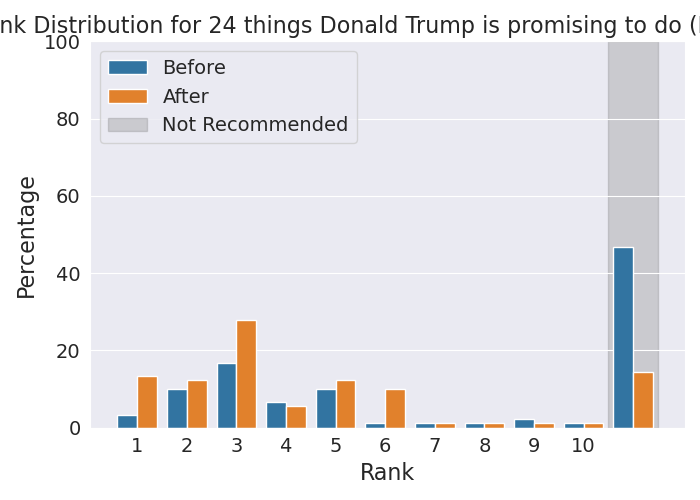 nk Distribution for 24 things Donald Trump is promising to do (
100
80
60
40
20
0
Percentage
Before
After
Not Recommended
1 2 3 4 5 6 7 8 9 10
Rank